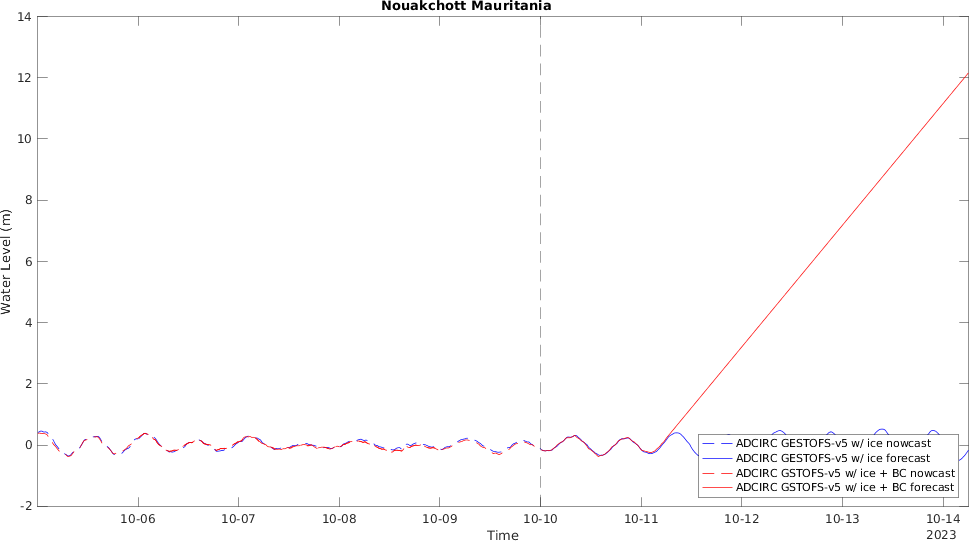 Nouakchott Mauritania
14
12
10
8
6
4
2
0
-2
Water Level (m)
10-06
10-07
10-08
10-09
10-10
10-11
10-12
10-13
10-14
Time
2023
ADCIRC GESTOFS-v5 w/ ice nowcast
ADCIRC GESTOFS-v5 w/ ice forecast
ADCIRC GSTOFS-v5 w/ ice + BC nowcast
ADCIRC GSTOFS-v5 w/ ice + BC forecast